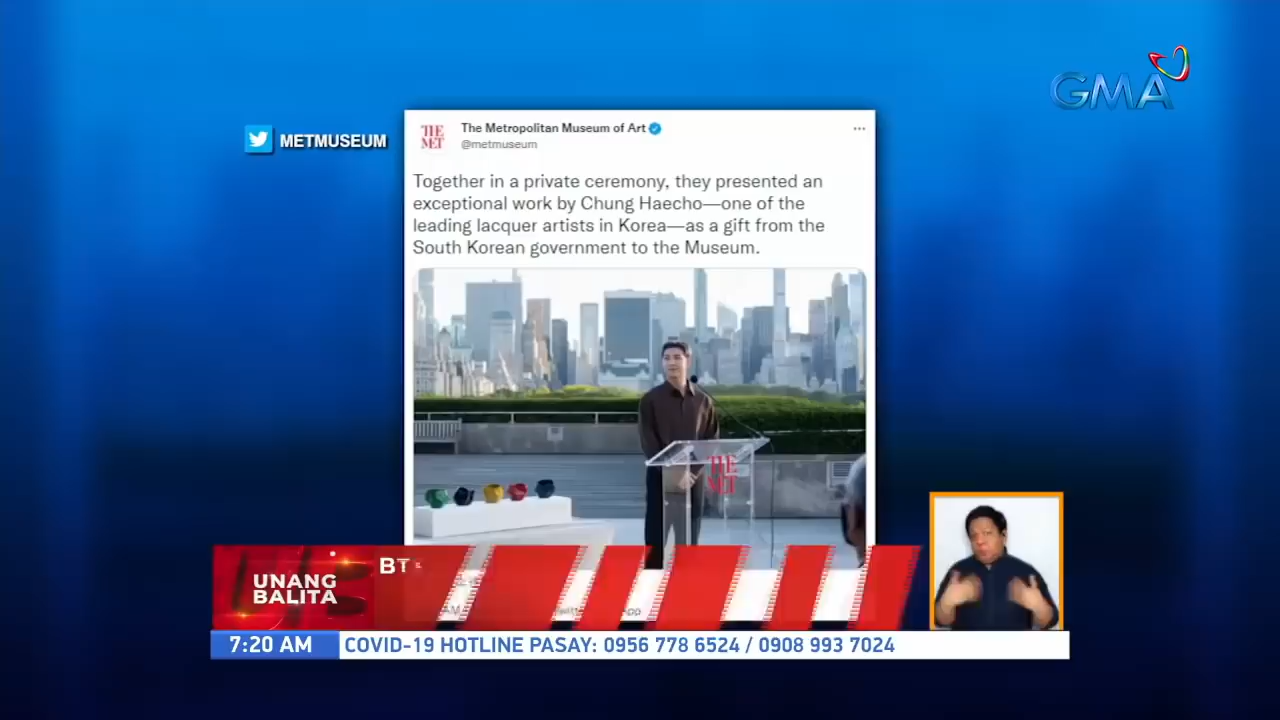 GMA
METMUSEUM
THE MET
The Metropolitan Museum of Art
@metmuseum
Together in a private ceremony, they presented an
exceptional work by Chung Haecho—one of the
leading lacquer artists in Korea—as a gift from the
South Korean government to the Museum.
THE MET
BT
UNANG
BALITA
7:20 AM
COVID-19 HOTLINE PASAY: 0956 778 6524 / 0908 993 7024